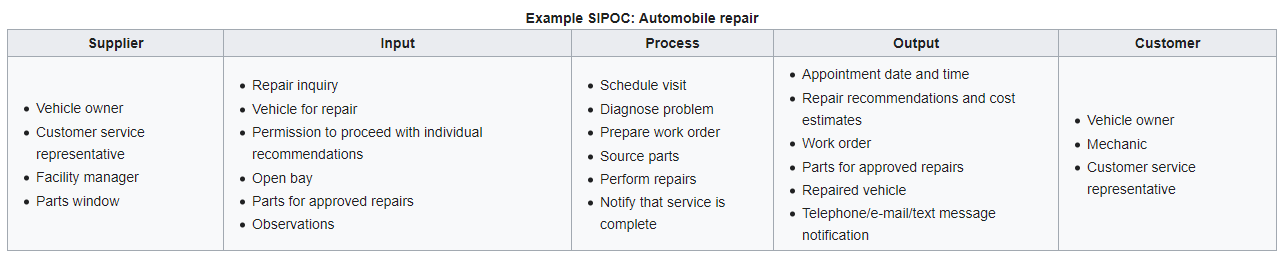 Example SIPOC: Automobile repair
Supplier
Input
Process
Output
Customer
Vehicle owner
Customer service
representative
Facility manager
Parts window
Repair inquiry
Vehicle for repair
Permission to proceed with individual
recommendations
Open bay
Parts for approved repairs
Observations
Schedule visit
Diagnose problem
Prepare work order
Source parts
Perform repairs
Notify that service is
complete
Appointment date and time
Repair recommendations and cost
estimates
Work order
Parts for approved repairs
Repaired vehicle
Telephone/e-mail/text message
notification
Vehicle owner
Mechanic
Customer service
representative